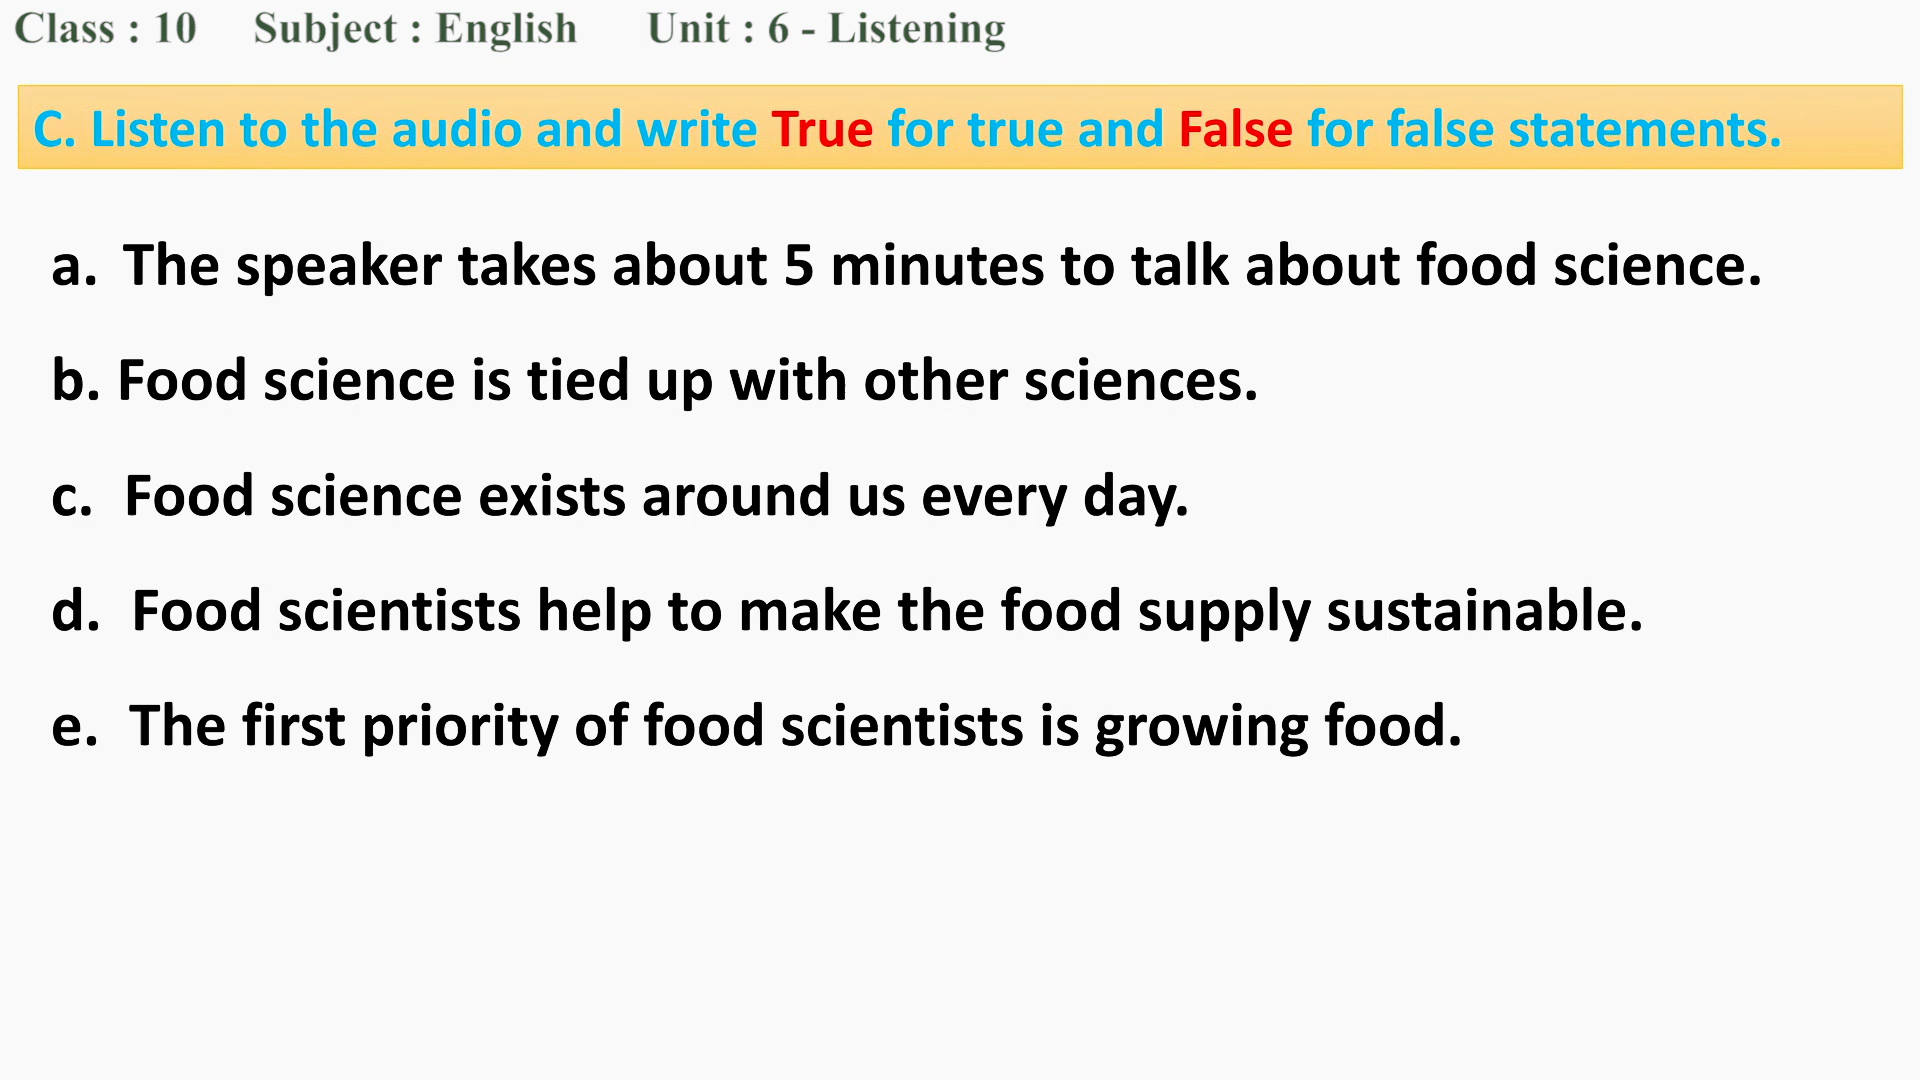 Class : 10 Subject : English Unit : 6 - Listening
C. Listen to the audio and write True for true and False for false statements.
a. The speaker takes about 5 minutes to talk about food science.
b. Food science is tied up with other sciences.
c. Food science exists around us every day.
d. Food scientists help to make the food supply sustainable.
e. The first priority of food scientists is growing food.